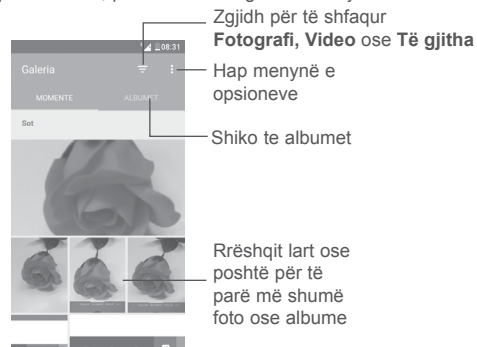 Zgjidh për të shfaqur
Fotografi, Video ose Të gjitha
08:31
Galeria
Hap menynë e
opsioneve
MOMENTE
ALBUMET
Sot
Shiko te albumet
Rrëshqit lart ose
poshtë për të
parë më shumë
foto ose albume